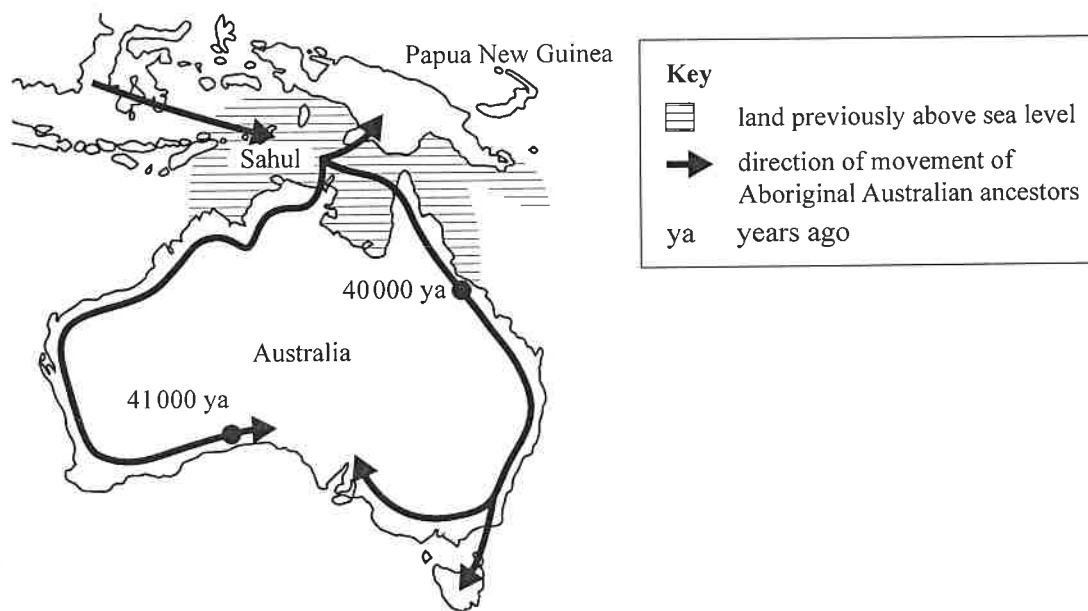 Papua New Guinea
Sahul
40 000 ya
Australia
41 000 ya
Key
land previously above sea level
direction of movement of
Aboriginal Australian ancestors
ya years ago